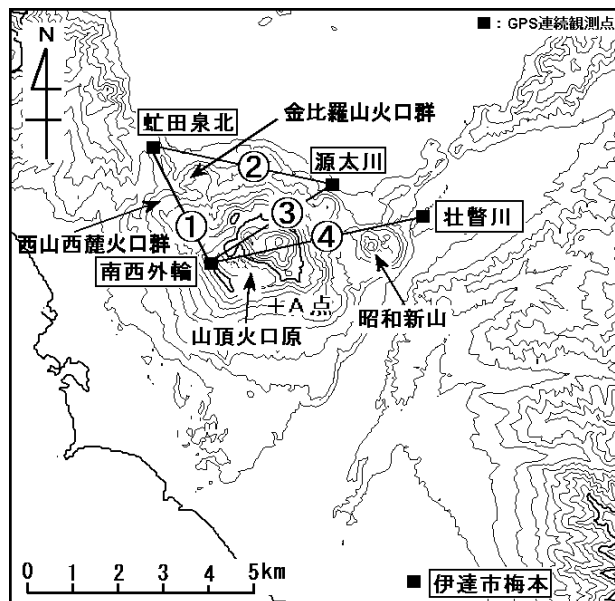 ■：GPS連続観測点
N
金比羅山火口群
虻田泉北
②
源太川
③
壮瞥川
①
④
西山西麓火口群
南西外輪
+A点
昭和新山
山頂火口原
0 1 2 3 4 5km
伊達市梅本